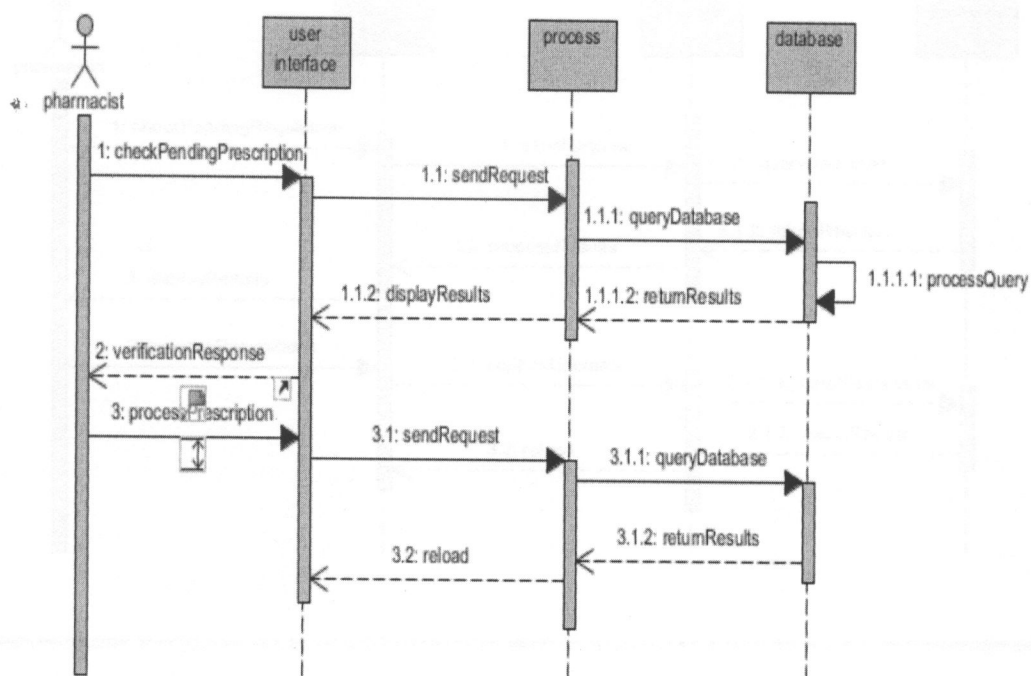 user
interface
process
database
pharmacist
1: checkPendingPrescription
1.1: sendRequest
1.1.1: queryDatabase
1.1.1.1: processQuery
1.1.2: displayResults
1.1.1.2: returnResults
2: verificationResponse
3: processPrescription
3.1: sendRequest
3.1.1: queryDatabase
3.1.2: returnResults
3.2: reload